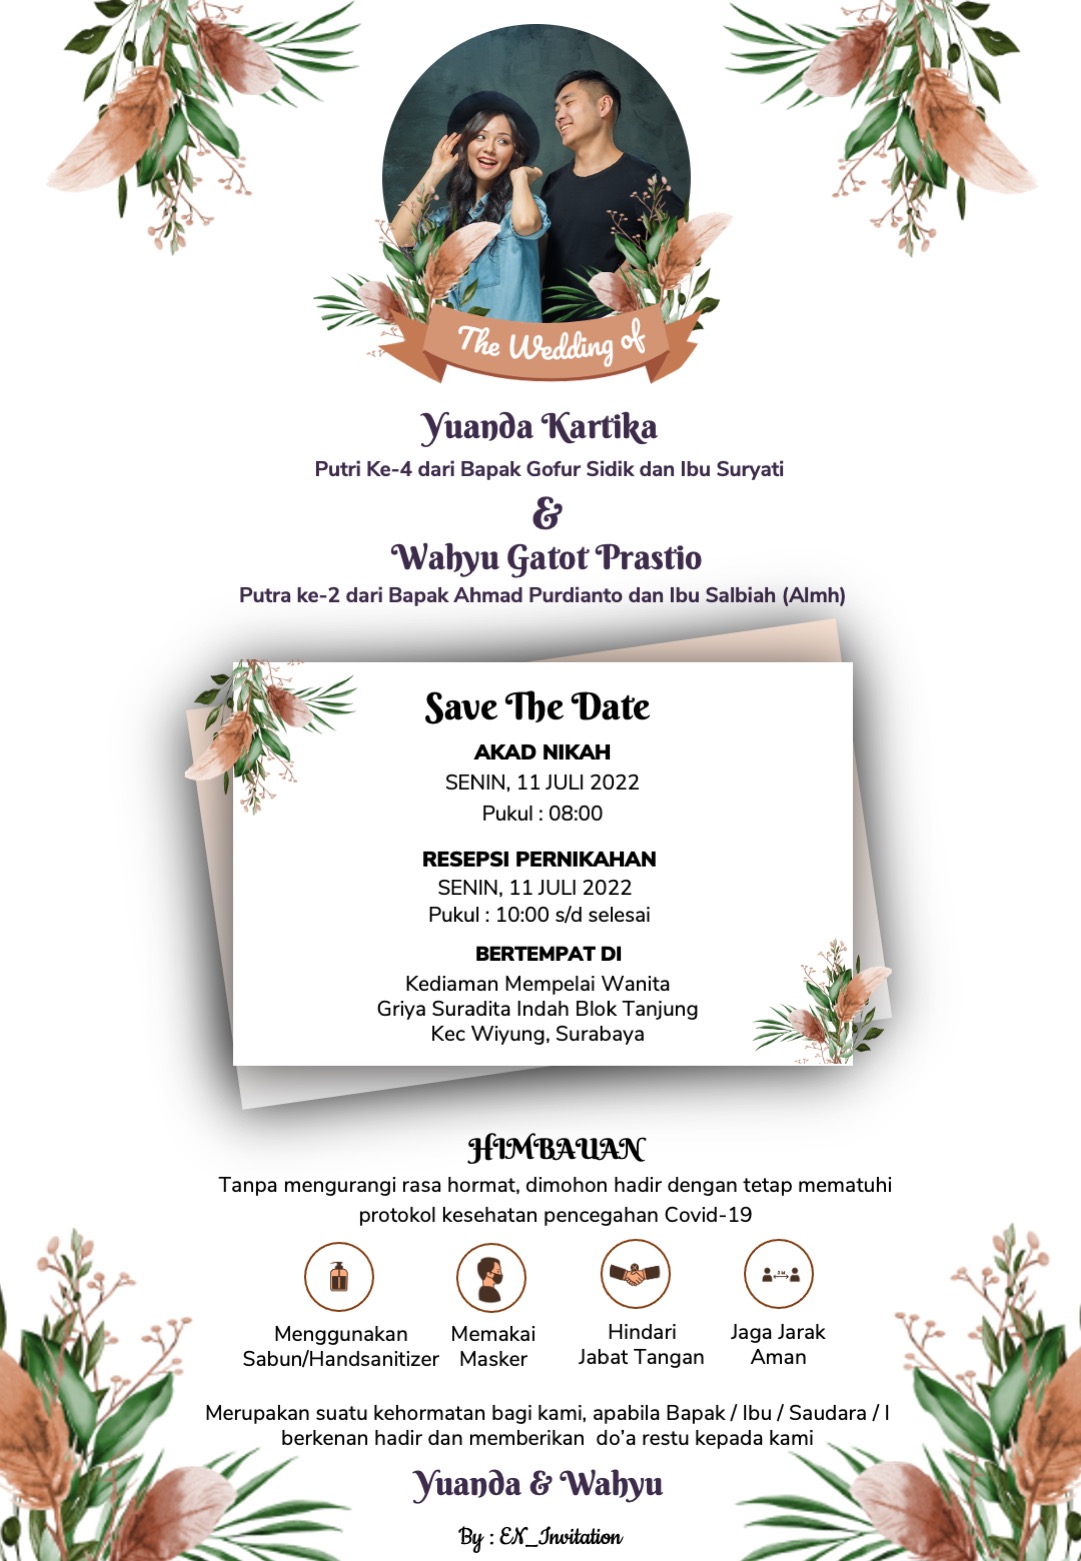 The Wedding of
Yuanda Kartika
Putri Ke-4 dari Bapak Gofur Sidik dan Ibu Suryati
&
Wahyu Gatot Prastio
Putra ke-2 dari Bapak Ahmad Purdianto dan Ibu Salbiah (Almh)
Save The Date
AKAD NIKAH
SENIN, 11 JULI 2022
Pukul : 08:00
RESEPSI PERNIKAHAN
SENIN, 11 JULI 2022
Pukul : 10:00 s/d selesai
BERTEMPAT DI
Kediaman Mempelai Wanita
Griya Suradita Indah Blok Tanjung
Kec Wiyung, Surabaya
HIMBAUAN
Tanpa mengurangi rasa hormat, dimohon hadir dengan tetap mematuhi
protokol kesehatan pencegahan Covid-19
Menggunakan
Sabun/Handsanitizer
Memakai
Masker
Hindari
Jabat Tangan
Jaga Jarak
Aman
Merupakan suatu kehormatan bagi kami, apabila Bapak / Ibu / Saudara / I
berkenan hadir dan memberikan  do'a restu kepada kami
Yuanda & Wahyu
By : EN_Invitation